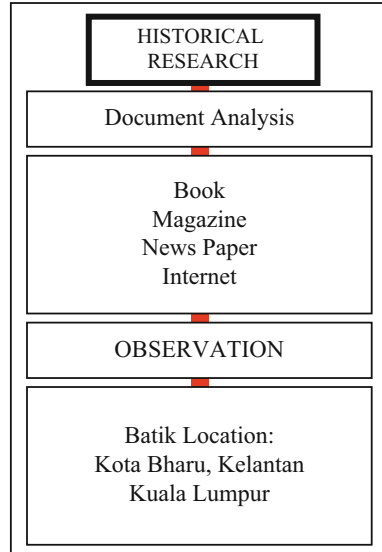 HISTORICAL
RESEARCH
Document Analysis
Book
Magazine
News Paper
Internet
OBSERVATION
Batik Location:
Kota Bharu, Kelantan
Kuala Lumpur